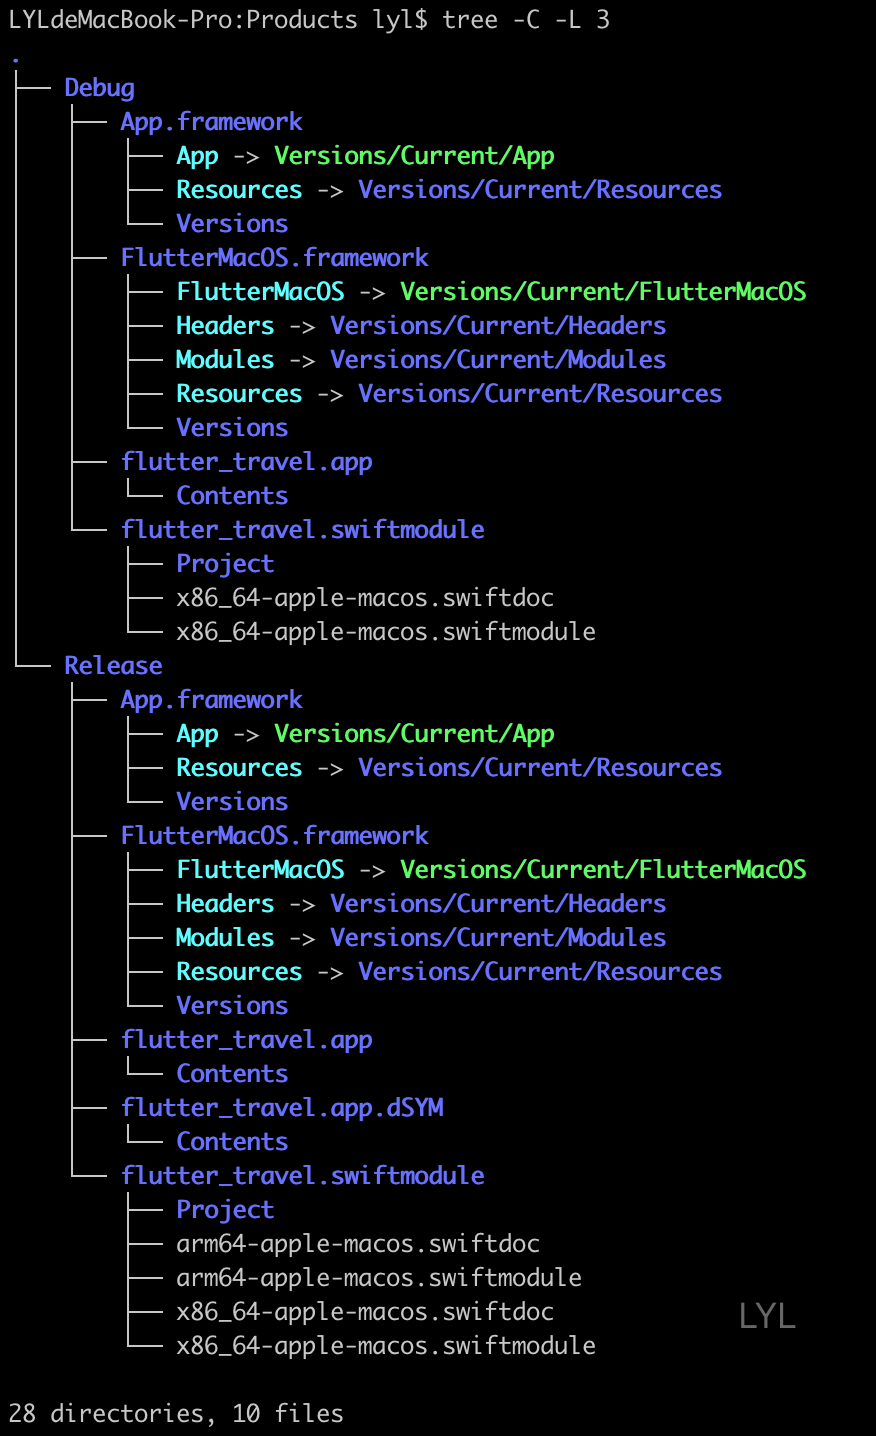 LYLdeMacBook-Pro:Products lyl$ tree -C -L 3
.
├── Debug
│   ├── App.framework
│   │   ├── App -> Versions/Current/App
│   │   ├── Resources -> Versions/Current/Resources
│   │   └── Versions
│   ├── FlutterMacOS.framework
│   │   ├── FlutterMacOS -> Versions/Current/FlutterMacOS
│   │   ├── Headers -> Versions/Current/Headers
│   │   ├── Modules -> Versions/Current/Modules
│   │   ├── Resources -> Versions/Current/Resources
│   │   └── Versions
│   ├── flutter_travel.app
│   │   └── Contents
│   └── flutter_travel.swiftmodule
│       ├── Project
│       ├── x86_64-apple-macos.swiftdoc
│       └── x86_64-apple-macos.swiftmodule
└── Release
    ├── App.framework
    │   ├── App -> Versions/Current/App
    │   ├── Resources -> Versions/Current/Resources
    │   └── Versions
    ├── FlutterMacOS.framework
    │   ├── FlutterMacOS -> Versions/Current/FlutterMacOS
    │   ├── Headers -> Versions/Current/Headers
    │   ├── Modules -> Versions/Current/Modules
    │   ├── Resources -> Versions/Current/Resources
    │   └── Versions
    ├── flutter_travel.app
    │   └── Contents
    ├── flutter_travel.app.dSYM
    │   └── Contents
    └── flutter_travel.swiftmodule
        ├── Project
        ├── arm64-apple-macos.swiftdoc
        ├── arm64-apple-macos.swiftmodule
        ├── x86_64-apple-macos.swiftdoc
        └── x86_64-apple-macos.swiftmodule
LYL
28 directories, 10 files